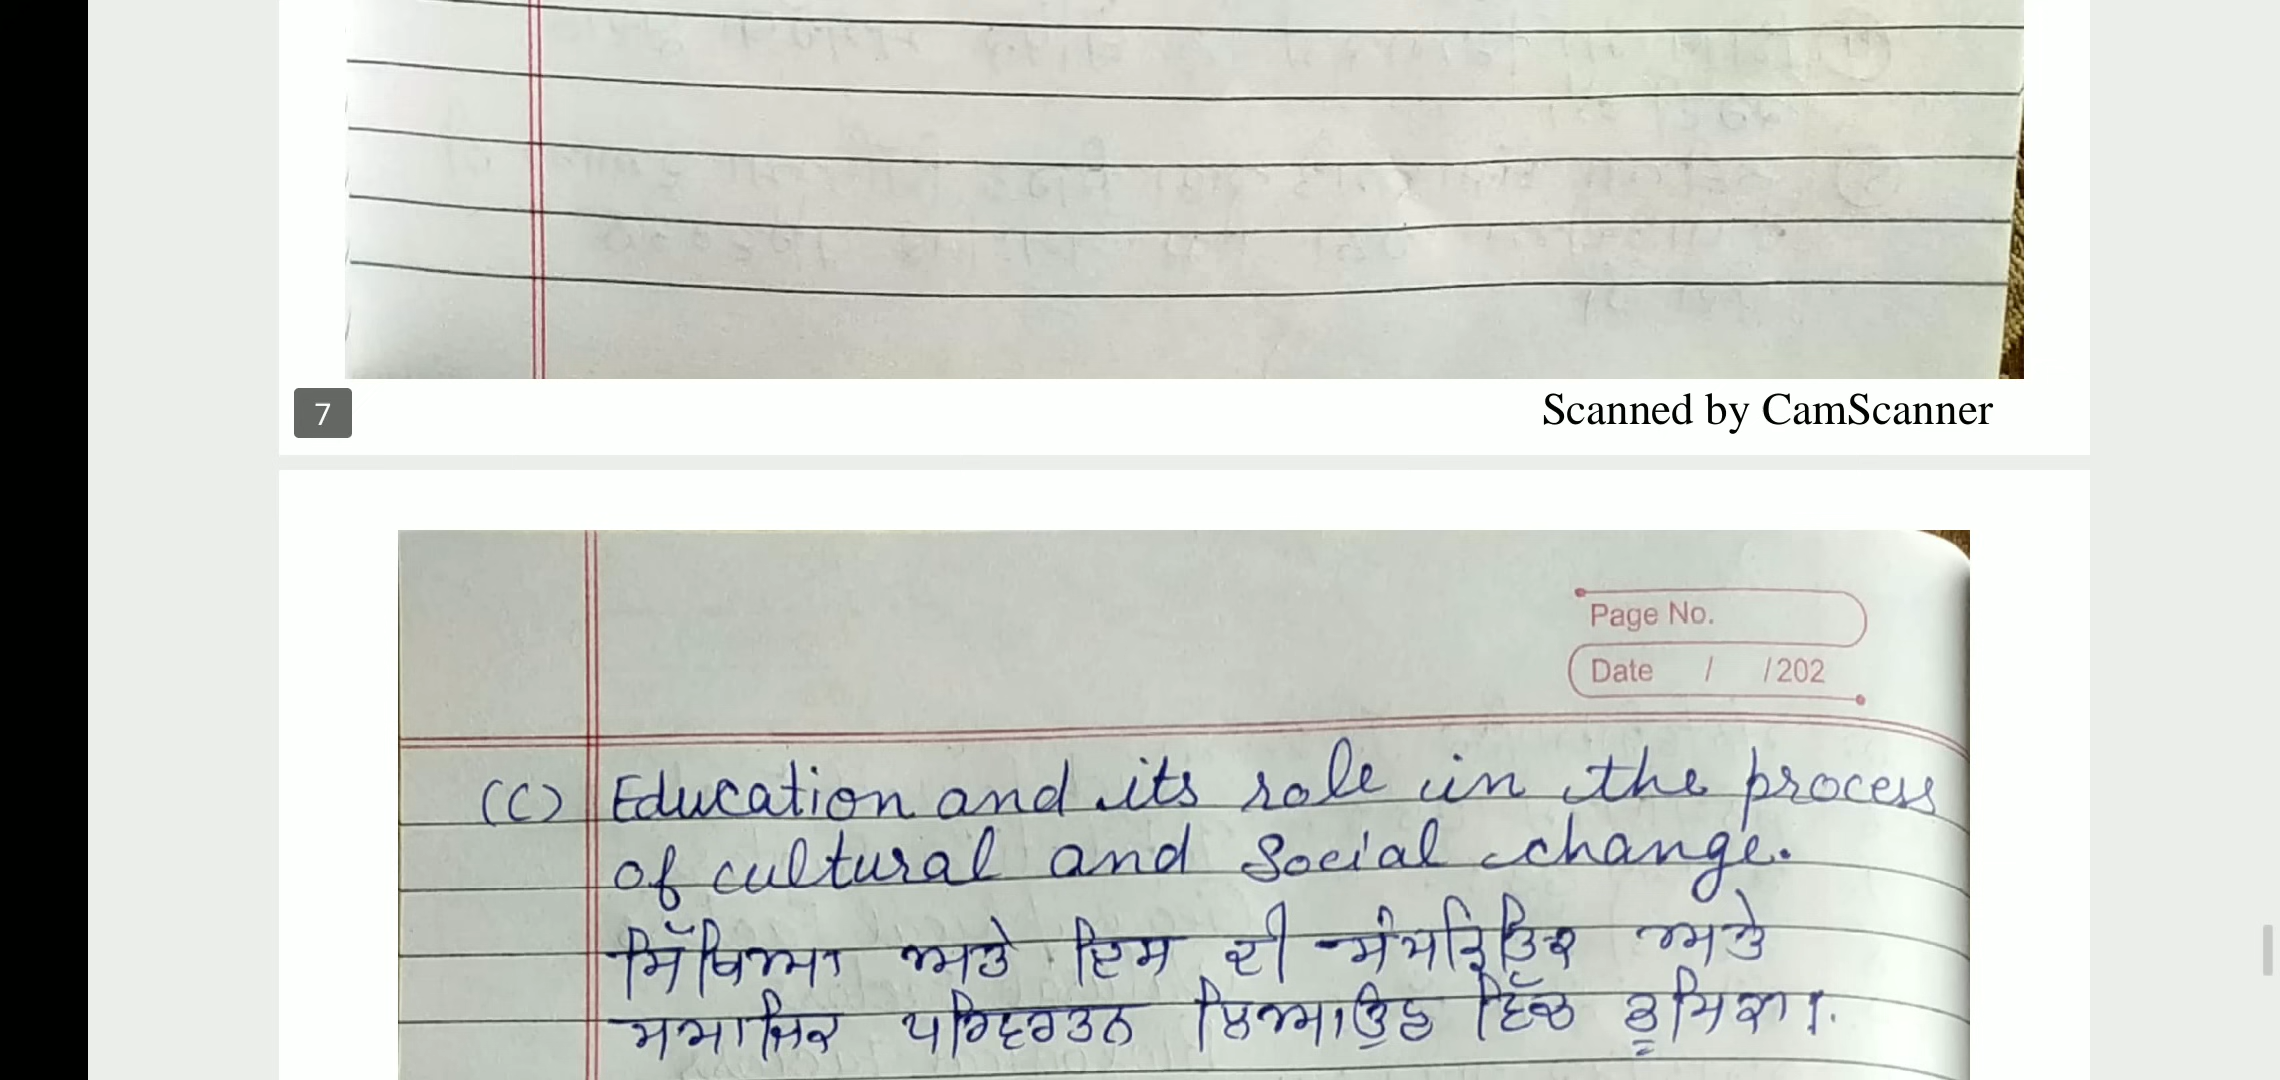 7
Scanned by CamScanner
Page No.
Date / /202
(C) Education and its role in the process
of cultural and Social change.
ਸਿੱਖਿਆ ਅਤੇ ਇਸ ਦੀ ਸੰਸਕ੍ਰਿਤਿਕ ਅਤੇ
ਸਮਾਜਿਕ ਪਰਿਵਰਤਨ ਲਿਆਉਣ ਵਿੱਚ ਭੂਮਿਕਾ।